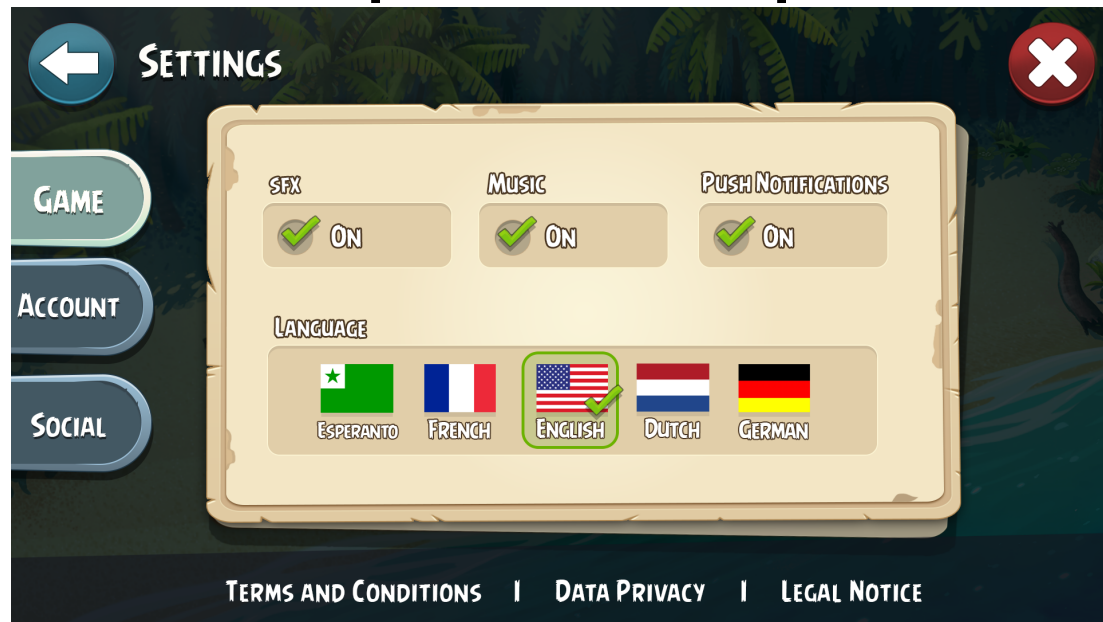 Settings
Game
Account
Social
SFX
Music
Push Notifications
On
On
On
Language
Esperanto
French
English
Dutch
German
Terms and Conditions | Data Privacy | Legal Notice